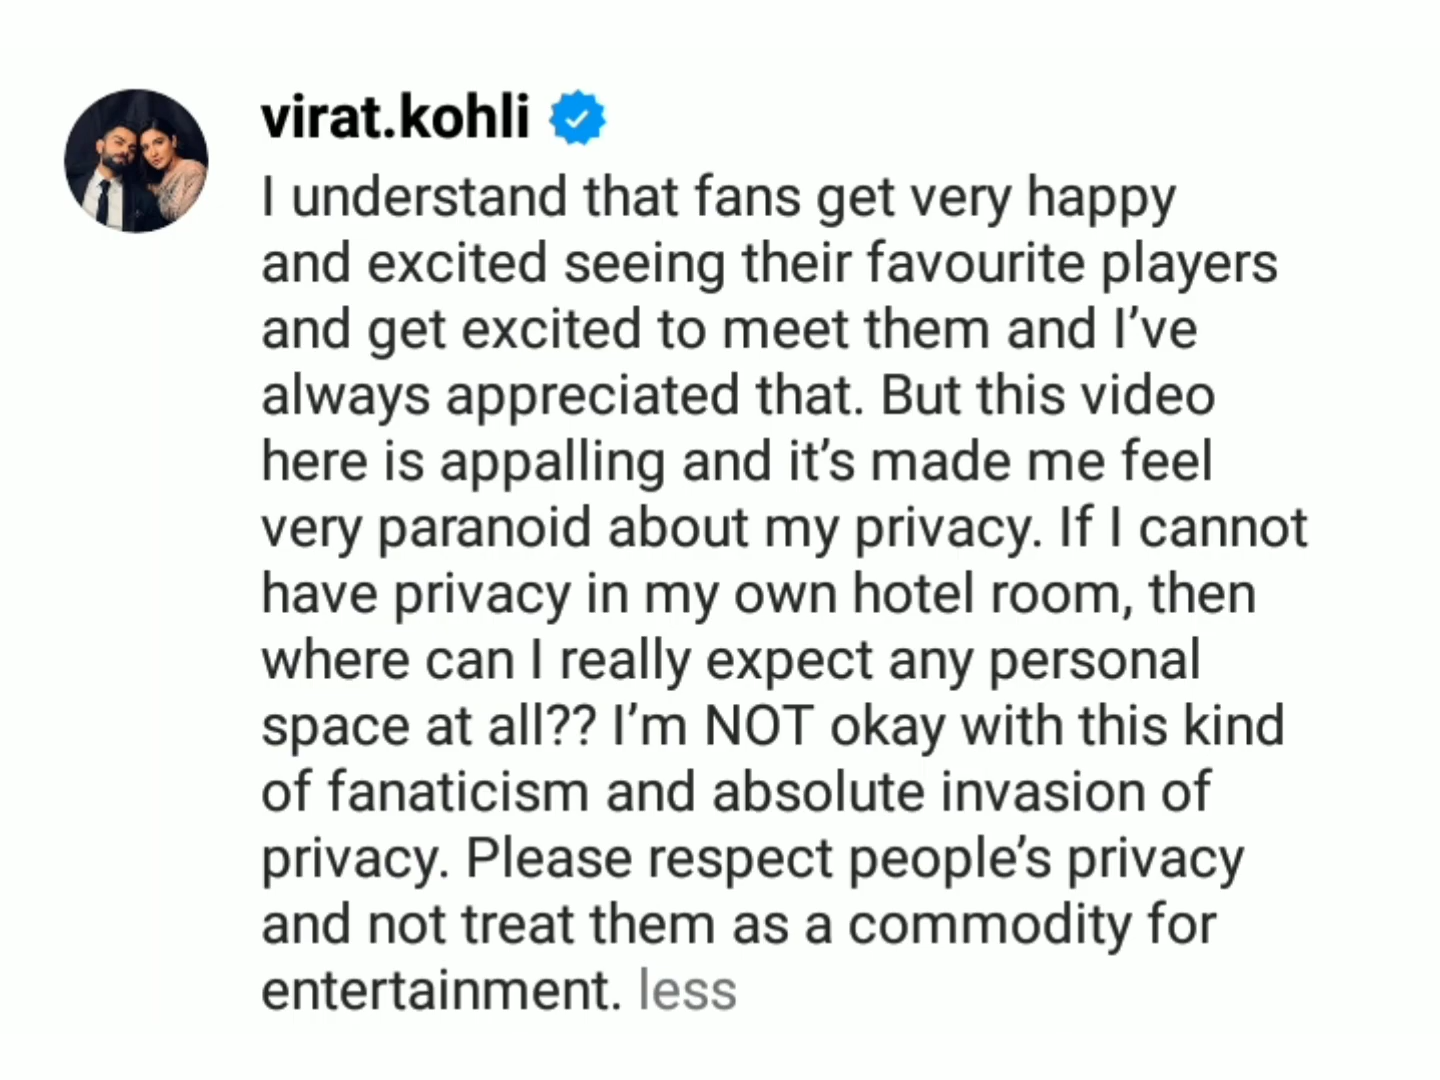 virat.kohli
I understand that fans get very happy
and excited seeing their favourite players
and get excited to meet them and I’ve
always appreciated that. But this video
here is appalling and it’s made me feel
very paranoid about my privacy. If I cannot
have privacy in my own hotel room, then
where can I really expect any personal
space at all?? I’m NOT okay with this kind
of fanaticism and absolute invasion of
privacy. Please respect people’s privacy
and not treat them as a commodity for
entertainment. less